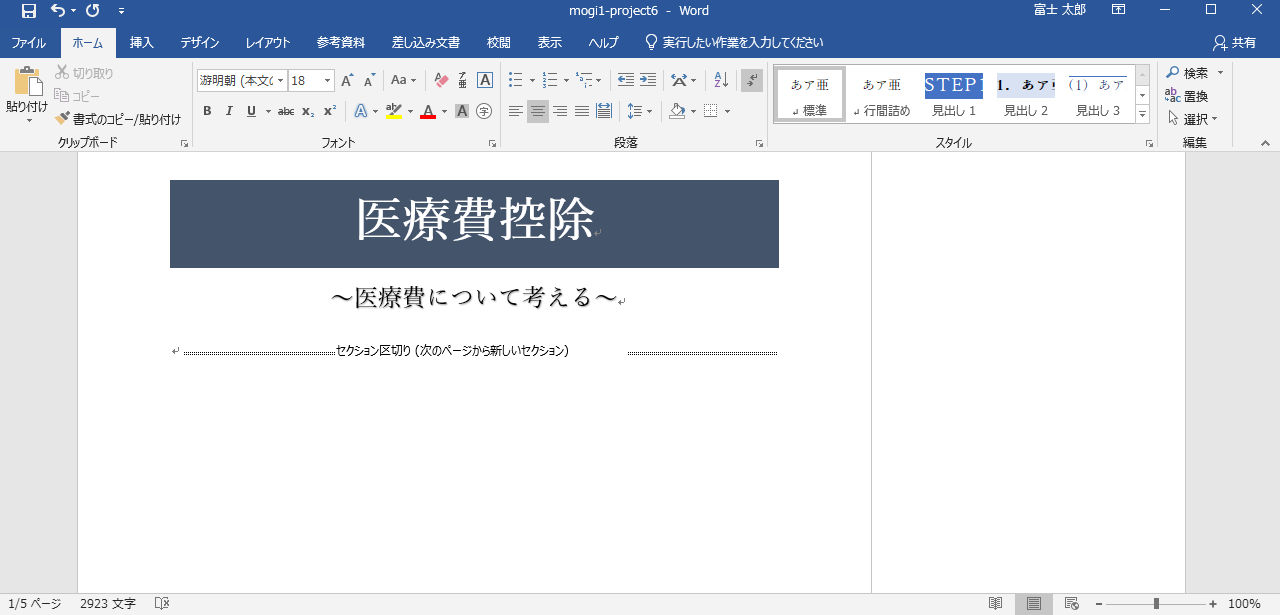 mogi1-project6 - Word
富士 太郎
ファイル ホーム 挿入 デザイン レイアウト 参考資料 差し込み文書 校閲 表示 ヘルプ 実行したい作業を入力してください 共有
貼り付け
切り取り
コピー
書式のコピー/貼り付け
クリップボード
游明朝 (本文の 18 Aa A
B I U abc x₂ x² A ab A A 字
フォント
段落
あア亜 あア亜 STEP 1 1. あア (1) あア
標準 行間詰め 見出し 1 見出し 2 見出し 3
スタイル
検索
置換
選択
編集
医療費控除
～医療費について考える～
セクション区切り (次のページから新しいセクション)
1/5 ページ 2923 文字 100%